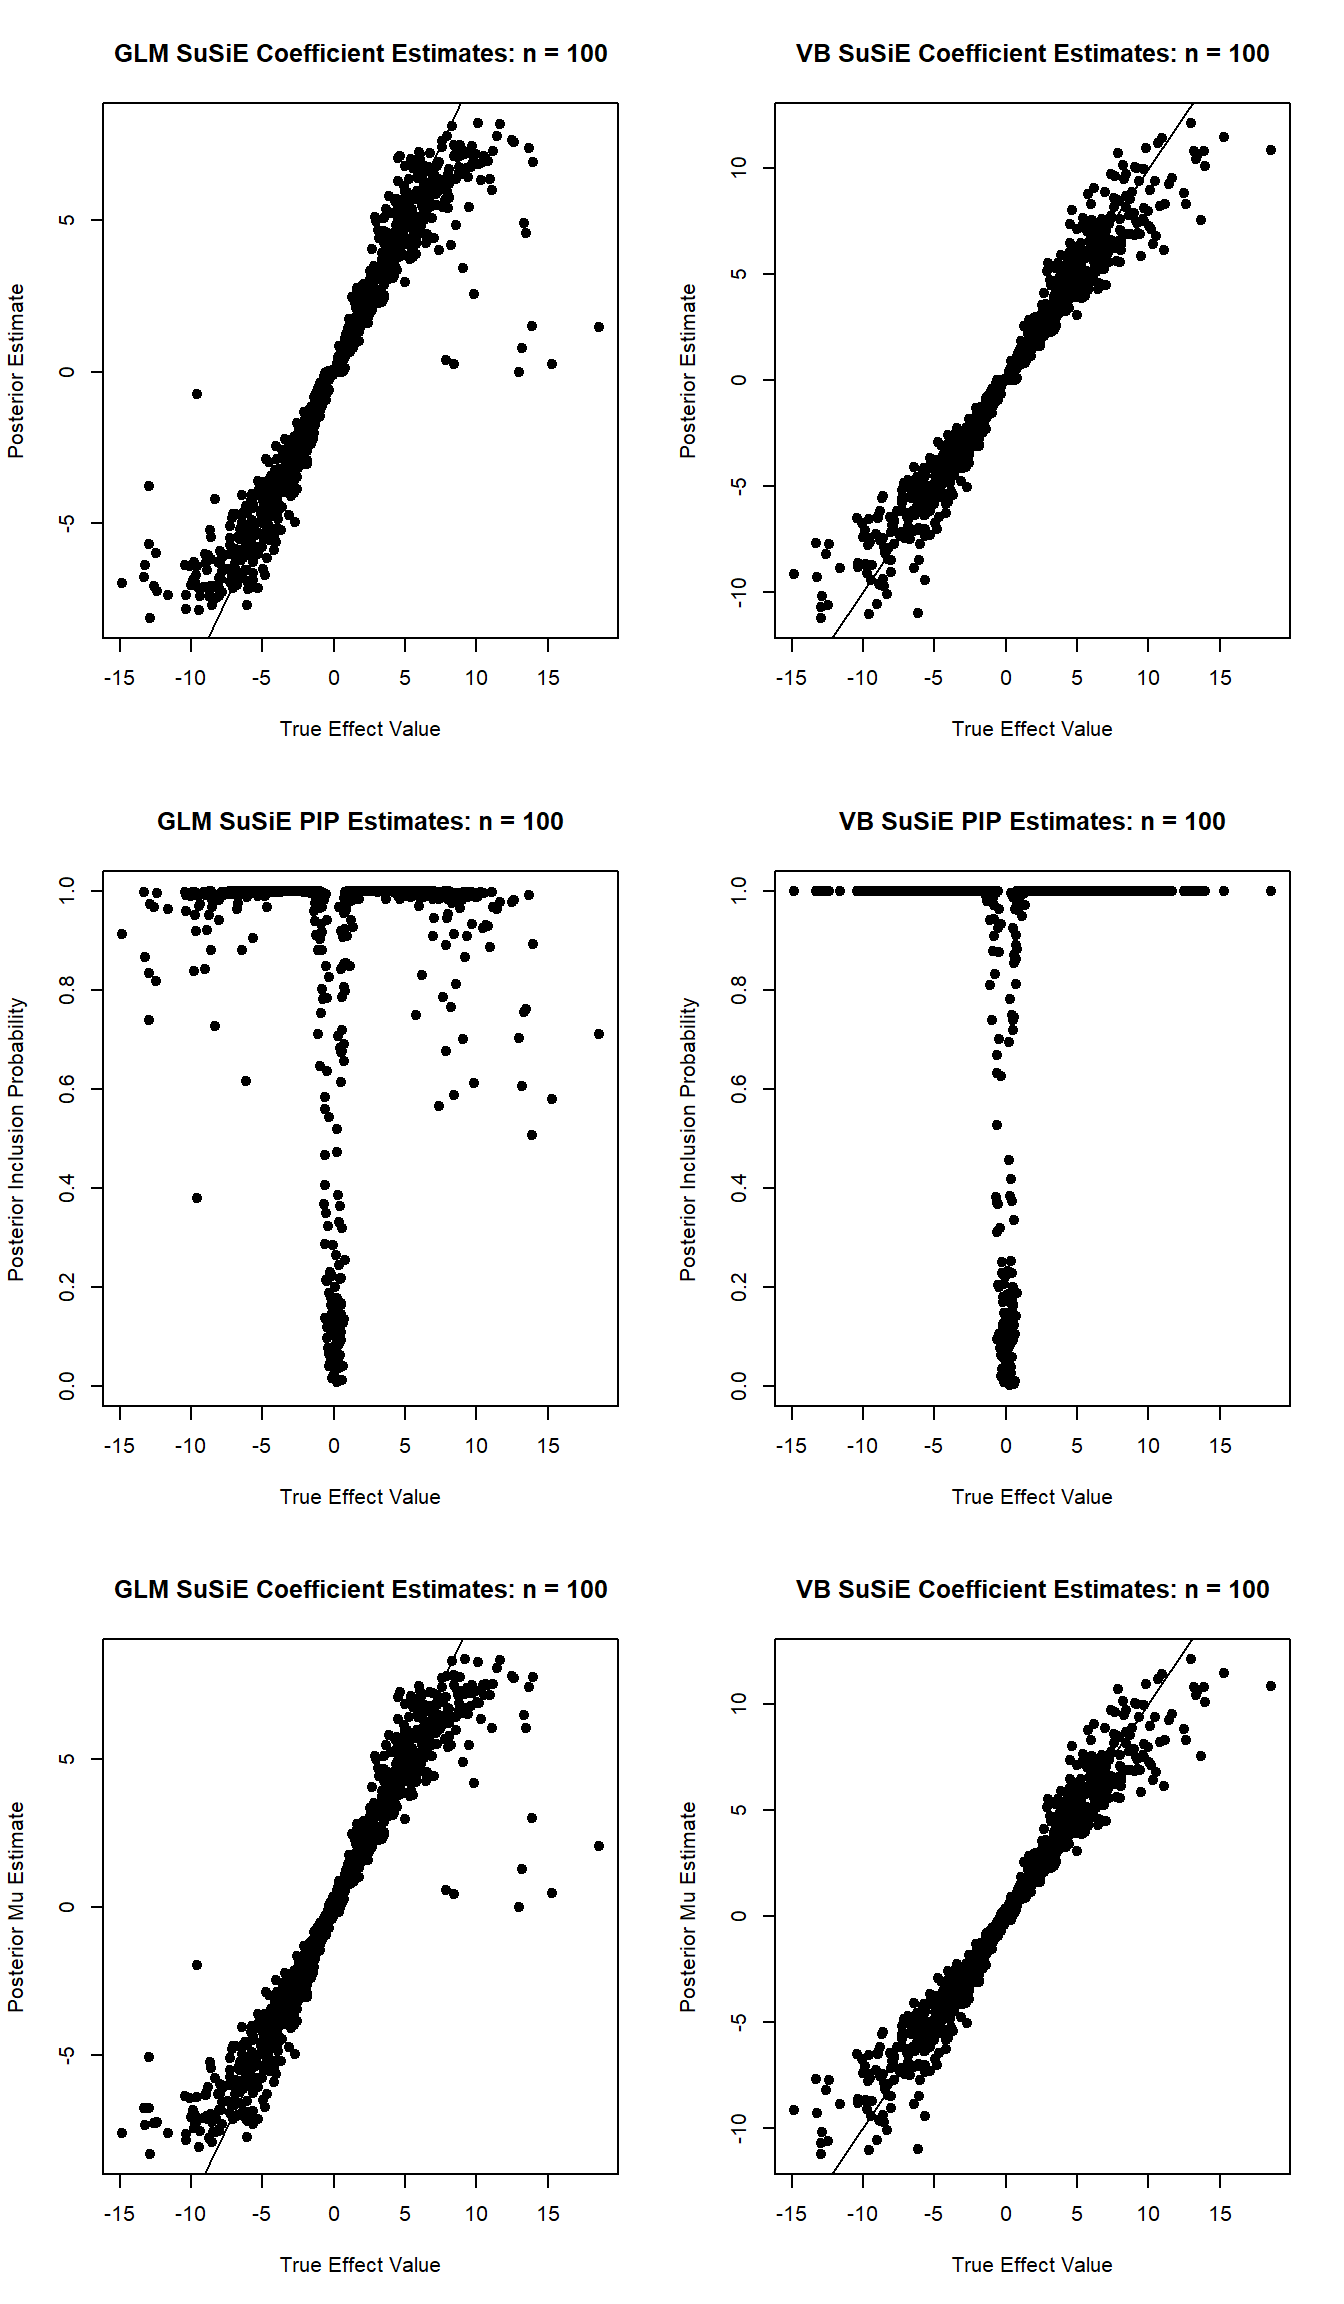 GLM SuSiE Coefficient Estimates: n = 100
Posterior Estimate
5
0
-5
-15 -10 -5 0 5 10 15
True Effect Value
VB SuSiE Coefficient Estimates: n = 100
Posterior Estimate
10
5
0
-5
-10
-15 -10 -5 0 5 10 15
True Effect Value
GLM SuSiE PIP Estimates: n = 100
Posterior Inclusion Probability
1.0
0.8
0.6
0.4
0.2
0.0
-15 -10 -5 0 5 10 15
True Effect Value
VB SuSiE PIP Estimates: n = 100
Posterior Inclusion Probability
1.0
0.8
0.6
0.4
0.2
0.0
-15 -10 -5 0 5 10 15
True Effect Value
GLM SuSiE Coefficient Estimates: n = 100
Posterior Mu Estimate
5
0
-5
-15 -10 -5 0 5 10 15
True Effect Value
VB SuSiE Coefficient Estimates: n = 100
Posterior Mu Estimate
10
5
0
-5
-10
-15 -10 -5 0 5 10 15
True Effect Value